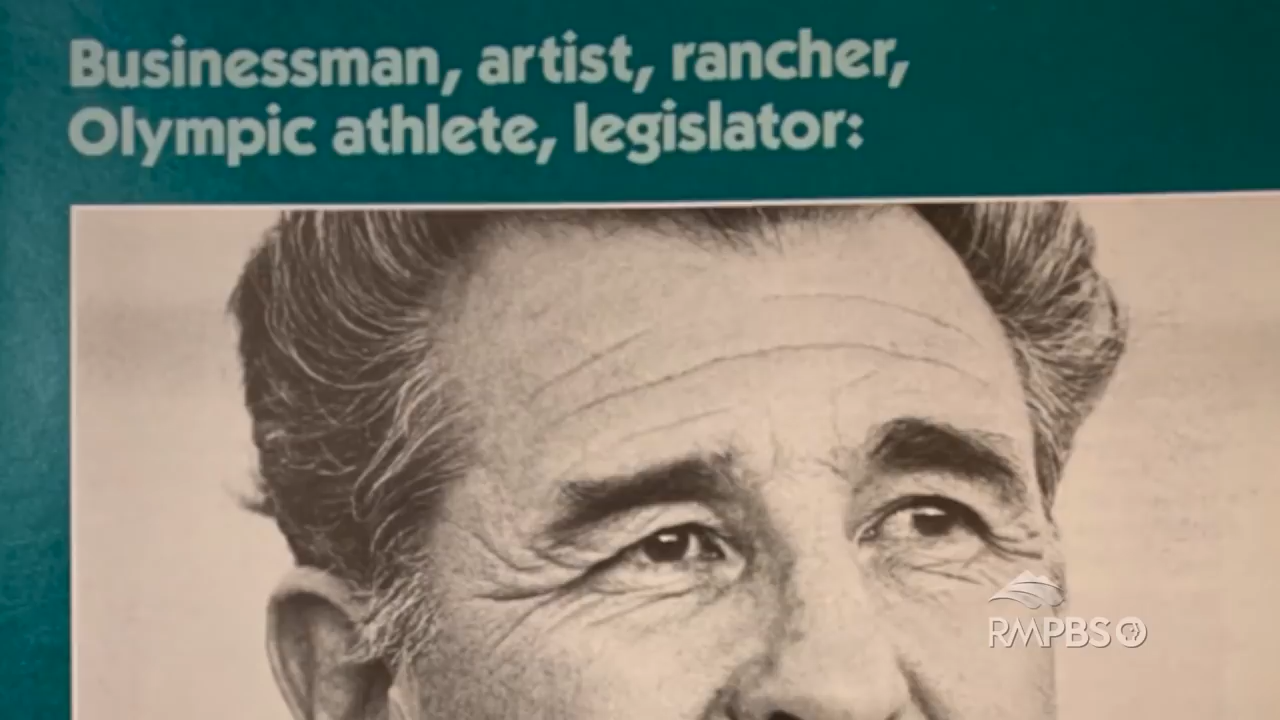 Businessman, artist, rancher,
Olympic athlete, legislator:
RMPBS